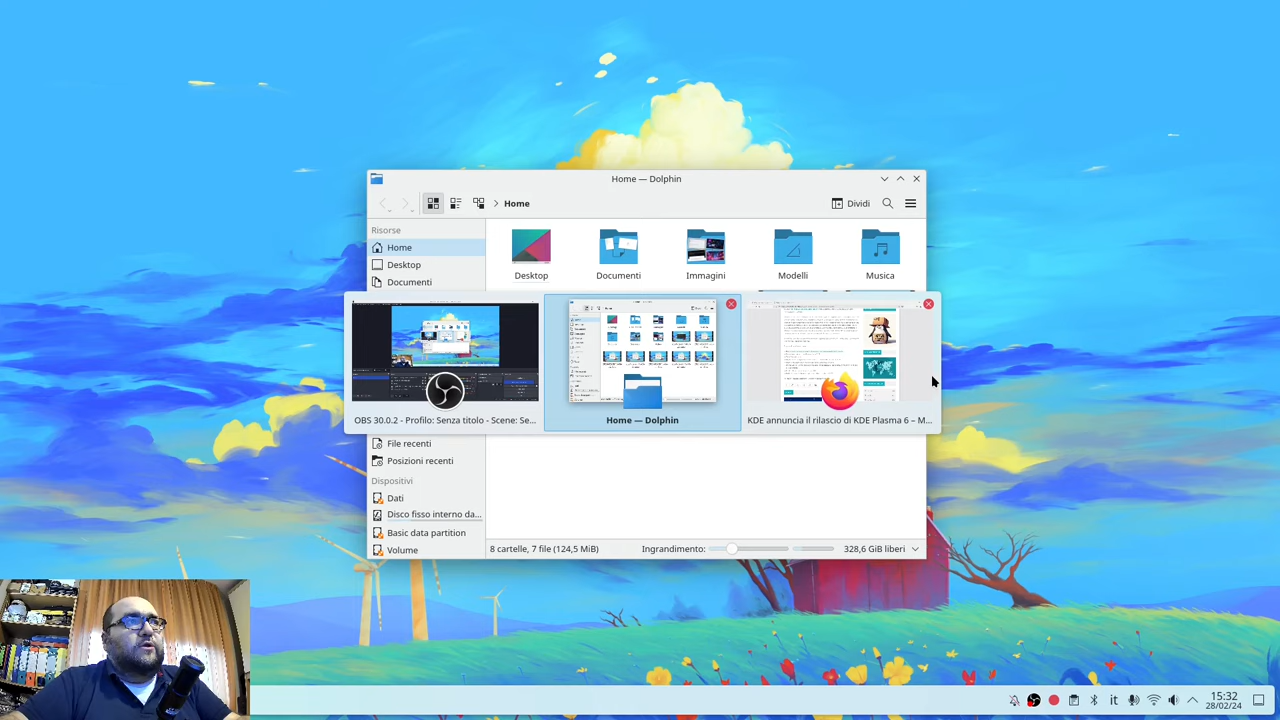 Home — Dolphin
Home
Dividi
Risorse
Home
Desktop
Documenti
Desktop
Documenti
Immagini
Modelli
Musica
OBS 30.0.2 - Profilo: Senza titolo - Scene: Se...
Home — Dolphin
KDE annuncia il rilascio di KDE Plasma 6 – M...
File recenti
Posizioni recenti
Dispositivi
Dati
Disco fisso interno da...
Basic data partition
Volume
8 cartelle, 7 file (124,5 MiB)
Ingrandimento:
328,6 GiB liberi
it
15:32
28/02/24